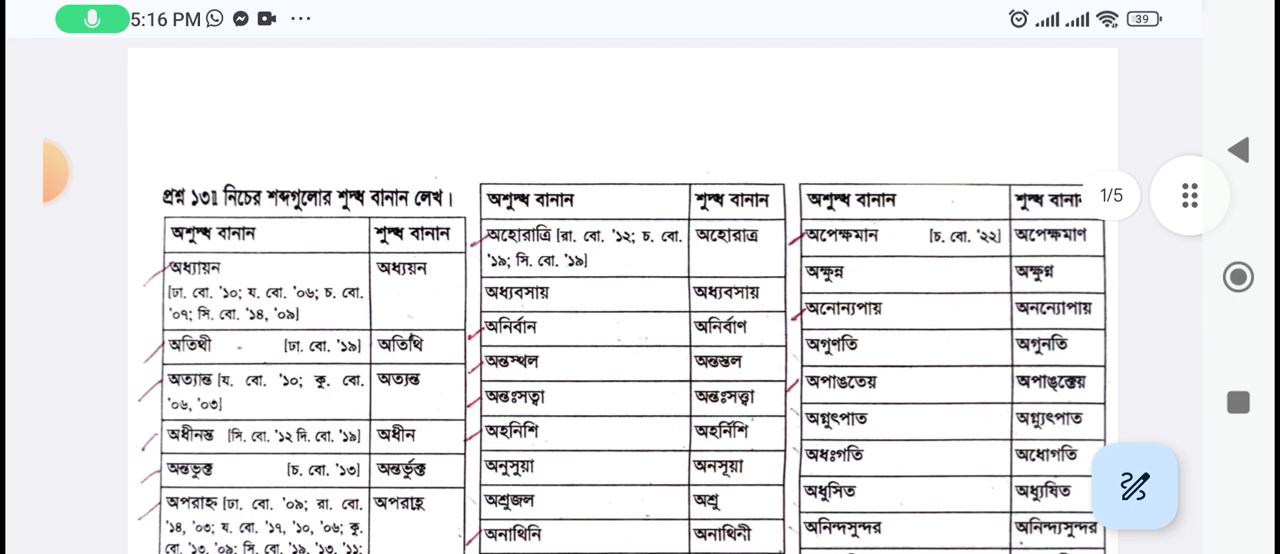 5:16 PM
39
1/5
প্রশ্ন ১৩॥ নিচের শব্দগুলোর শুদ্ধ বানান লেখ।
অশুদ্ধ বানান শুদ্ধ বানান
অধ্যায়ন অধ্যয়ন
[ঢা. বো. '১০; য. বো. '০৬; চ. বো.
'০৭; সি. বো. '১৪, '০৯]
অতিথী [ঢা. বো. '১৯] অতিথি
অত্যান্ত [য. বো. '১০; কু. বো. অত্যন্ত
'০৬, '০৩]
অধীনস্ত [সি. বো. '১২ দি. বো. '১৯] অধীন
অন্তভুক্ত [চ. বো. '১৩] অন্তর্ভুক্ত
অপরাহ্ন [ঢা. বো. '০৯; রা. বো. অপরাহ্ণ
'১৪, '০৩; য. বো. '১৭, '১০, '০৬; কু.
বো. '১৩, '০৯; সি. বো. '১৯, '১৩, '১১;
অশুদ্ধ বানান শুদ্ধ বানান
অহোরাত্রি [রা. বো. '১২; চ. বো. অহোরাত্র
'১৯; সি. বো. '১৯]
অধ্যবসায় অধ্যবসায়
অনির্বান অনির্বাণ
অন্তস্থল অন্তস্তল
অন্তঃসত্বা অন্তঃসত্ত্বা
অহনিশি অহর্নিশি
অনুসুয়া অনসূয়া
অশ্রুজল অশ্রু
অনাথিনি অনাথিনী
অশুদ্ধ বানান শুদ্ধ বানা
অপেক্ষমান [চ. বো. '২২] অপেক্ষমাণ
অক্ষুন্ন অক্ষুণ্ন
অনোন্যপায় অনন্যোপায়
অগুণতি অগুনতি
অপাঙতেয় অপাঙ্ক্তেয়
অগ্নুৎপাত অগ্ন্যুৎপাত
অধঃগতি অধোগতি
অধুসিত অধ্যুষিত
অনিন্দসুন্দর অনিন্দ্যসুন্দর